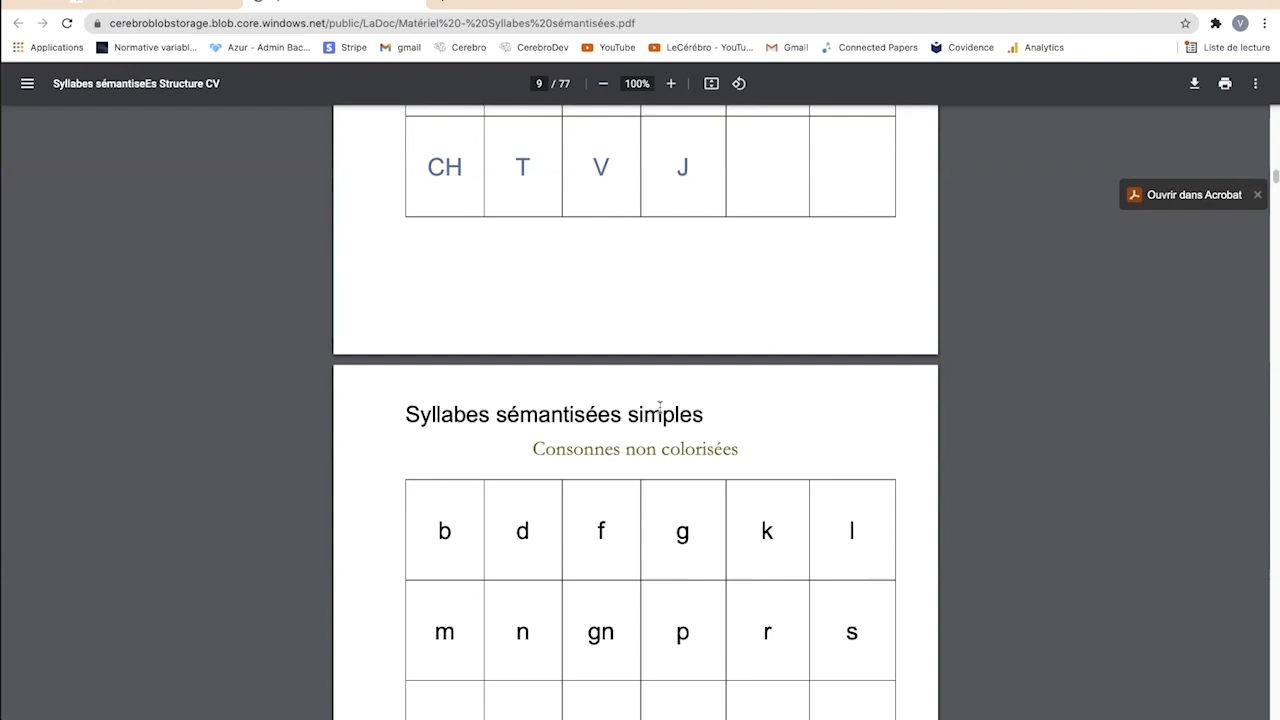 cerebroblobstorage.blob.core.windows.net/public/LaDoc/Matériel%20-%20Syllabes%20sémantisées.pdf
V
Applications Normative variabl... Azur - Admin Bac... Stripe gmail Cerebro CerebroDev YouTube LeCérébro - YouTu... Gmail Connected Papers Covidence Analytics Liste de lecture
Syllabes sémantiseEs Structure CV 9 / 77 100%
CH T V J
Ouvrir dans Acrobat
Syllabes sémantisées simples
Consonnes non colorisées
b d f g k l
m n gn p r s